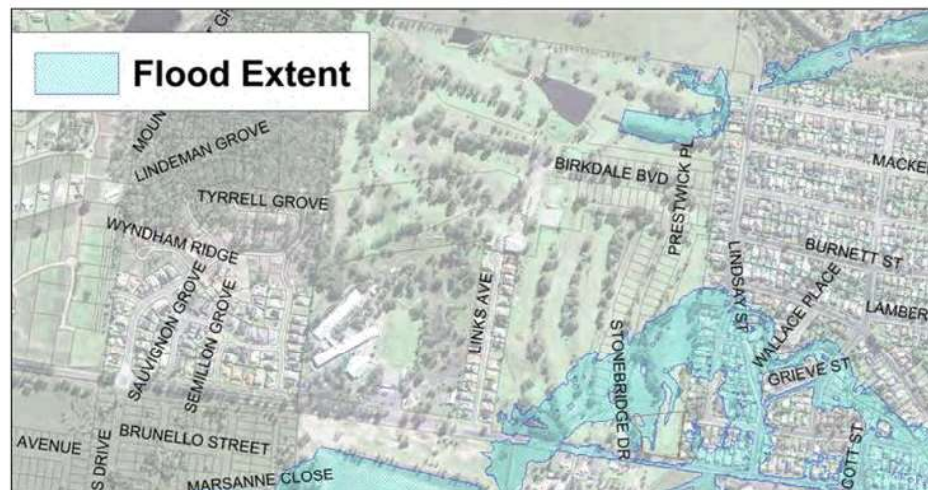 Flood Extent
LINDEMAN GROVE
TYRRELL GROVE
WYNDHAM RIDGE
SAUVIGNON GROVE
SEMILLON GROVE
BRUNELLO STREET
AVENUE
S DRIVE
MARSANNE CLOSE
LINKS AVE
BIRKDALE BVD
PRESTWICK PL
STONEBRIDGE DR
LINDSAY ST
WALLACE PLACE
BURNETT ST
GRIEVE ST